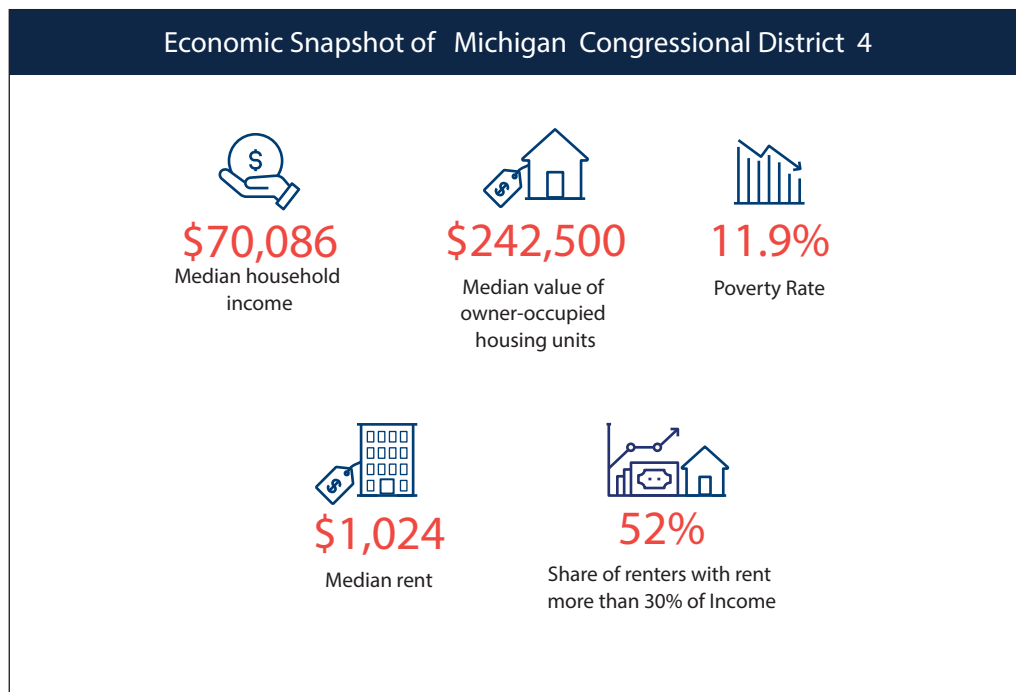 Economic Snapshot of Michigan Congressional District 4
$
$
$70,086
Median household
income
$242,500
Median value of
owner-occupied
housing units
11.9%
Poverty Rate
$
$1,024
Median rent
52%
Share of renters with rent
more than 30% of Income